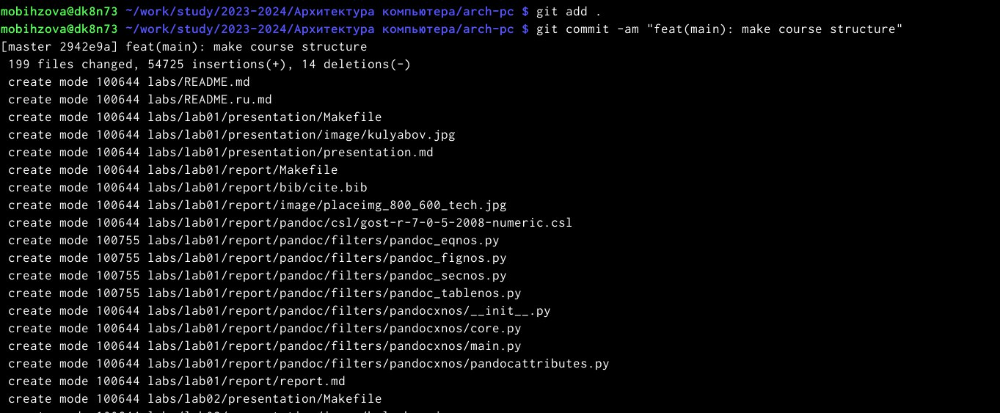 mobihzova@dk8n73 ~/work/study/2023-2024/Архитектура компьютера/arch-pc $ git add .
mobihzova@dk8n73 ~/work/study/2023-2024/Архитектура компьютера/arch-pc $ git commit -am "feat(main): make course structure"
[master 2942e9a] feat(main): make course structure
 199 files changed, 54725 insertions(+), 14 deletions(-)
 create mode 100644 labs/README.md
 create mode 100644 labs/README.ru.md
 create mode 100644 labs/lab01/presentation/Makefile
 create mode 100644 labs/lab01/presentation/image/kulyabov.jpg
 create mode 100644 labs/lab01/presentation/presentation.md
 create mode 100644 labs/lab01/report/Makefile
 create mode 100644 labs/lab01/report/bib/cite.bib
 create mode 100644 labs/lab01/report/image/placeimg_800_600_tech.jpg
 create mode 100644 labs/lab01/report/pandoc/csl/gost-r-7-0-5-2008-numeric.csl
 create mode 100755 labs/lab01/report/pandoc/filters/pandoc_eqnos.py
 create mode 100755 labs/lab01/report/pandoc/filters/pandoc_fignos.py
 create mode 100755 labs/lab01/report/pandoc/filters/pandoc_secnos.py
 create mode 100755 labs/lab01/report/pandoc/filters/pandoc_tablenos.py
 create mode 100644 labs/lab01/report/pandoc/filters/pandocxnos/__init__.py
 create mode 100644 labs/lab01/report/pandoc/filters/pandocxnos/core.py
 create mode 100644 labs/lab01/report/pandoc/filters/pandocxnos/main.py
 create mode 100644 labs/lab01/report/pandoc/filters/pandocxnos/pandocattributes.py
 create mode 100644 labs/lab01/report/report.md
 create mode 100644 labs/lab02/presentation/Makefile